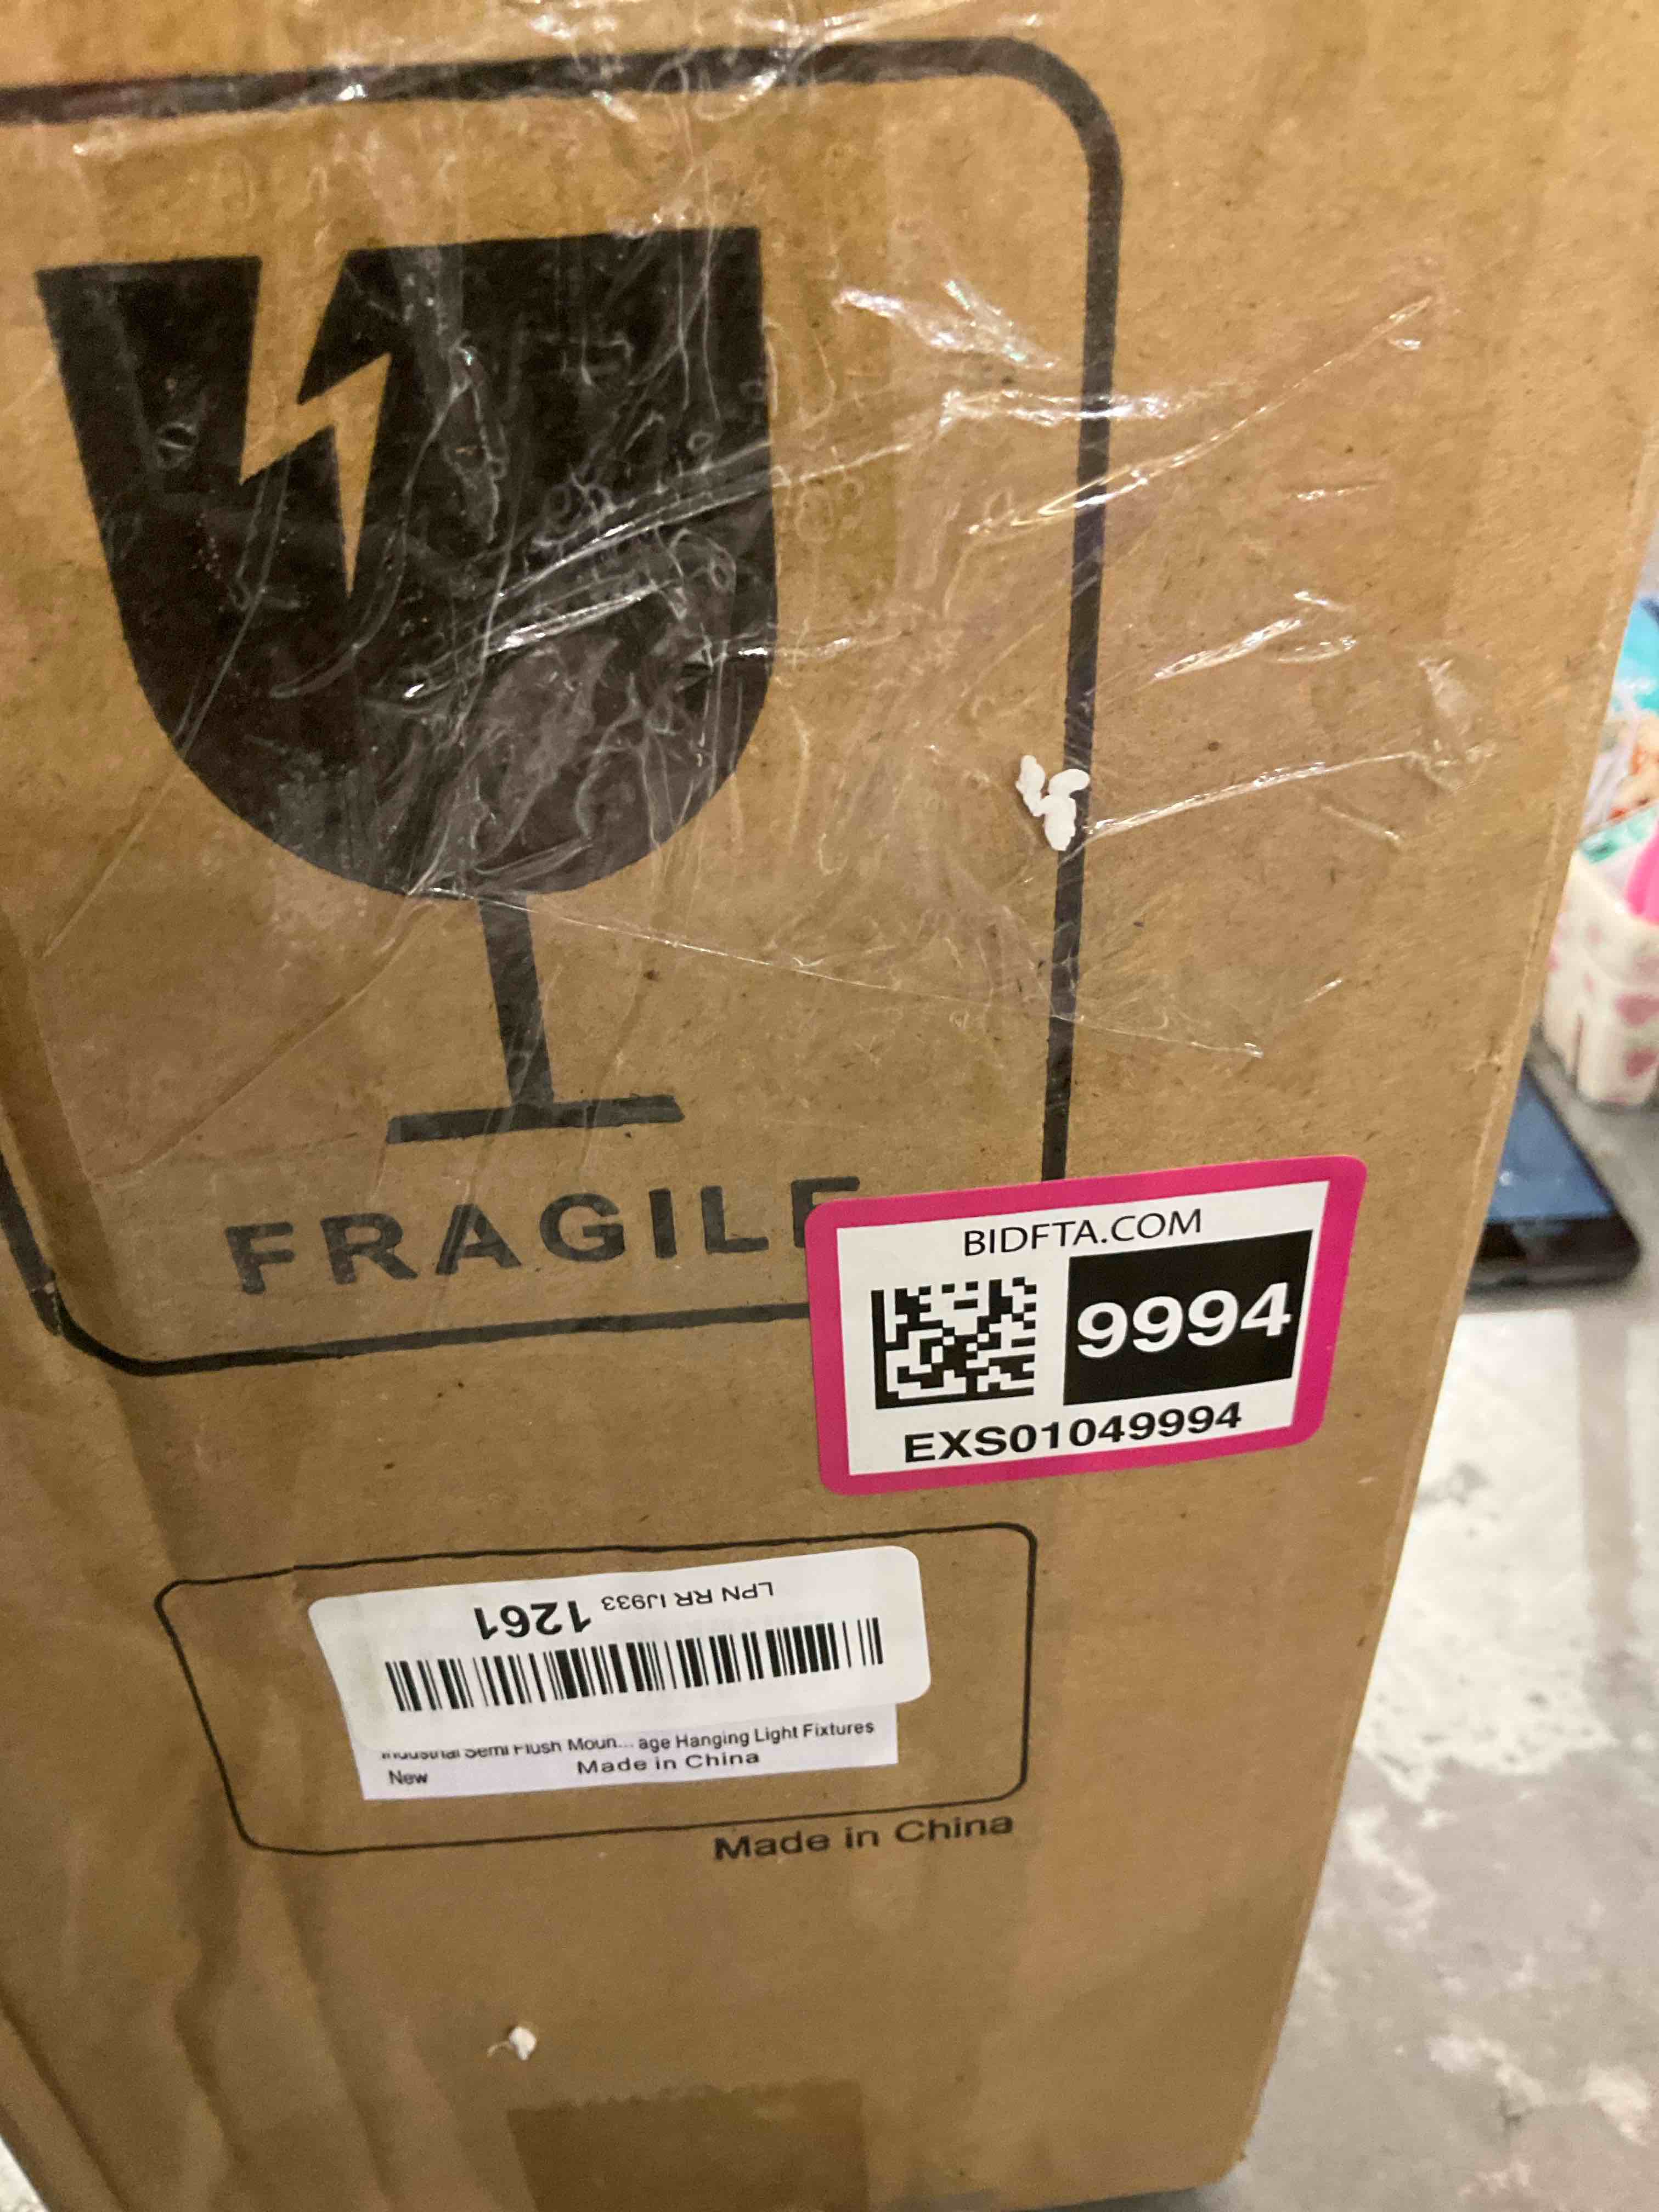 FRAGILE
BIDFTA.COM
9994
EXS01049994
LPN RR IJ933 1261
Industrial Semi Flush Moun... age Hanging Light Fixtures
New
Made in China
Made in China